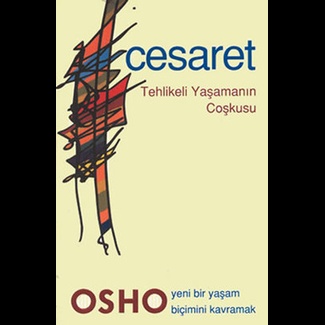 cesaret
Tehlikeli Yaşamanın
Coşkusu
OSHO
yeni bir yaşam
biçimini kavramak